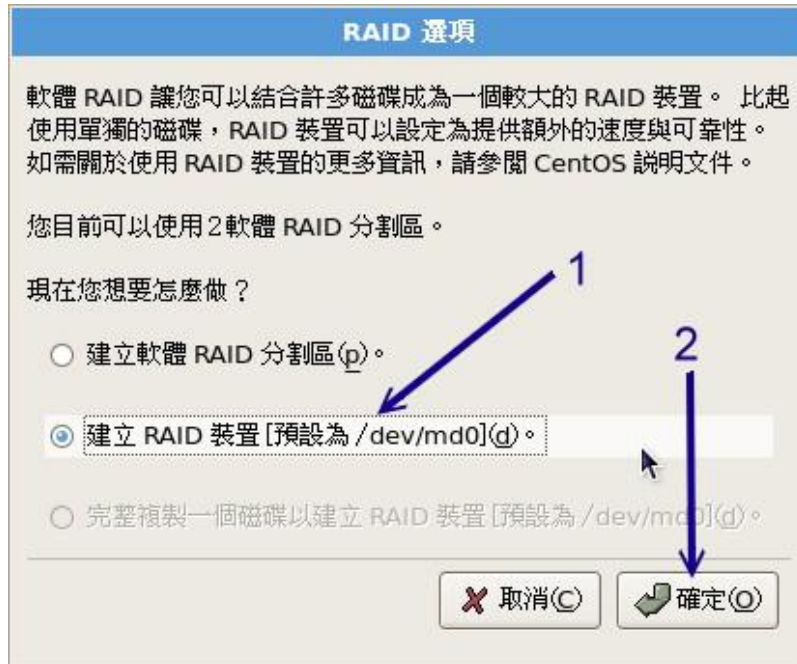 RAID 選項
軟體 RAID 讓您可以結合許多磁碟成為一個較大的 RAID 裝置。 比起
使用單獨的磁碟，RAID 裝置可以設定為提供額外的速度與可靠性。
如需關於使用 RAID 裝置的更多資訊，請參閱 CentOS 說明文件。
您目前可以使用2軟體 RAID 分割區。
現在您想要怎麼做？
1
建立軟體 RAID 分割區(p)。
2
建立 RAID 裝置 [預設為 /dev/md0](d)。
完整複製一個磁碟以建立 RAID 裝置 [預設為 /dev/md0](d)。
取消(C) 確定(O)